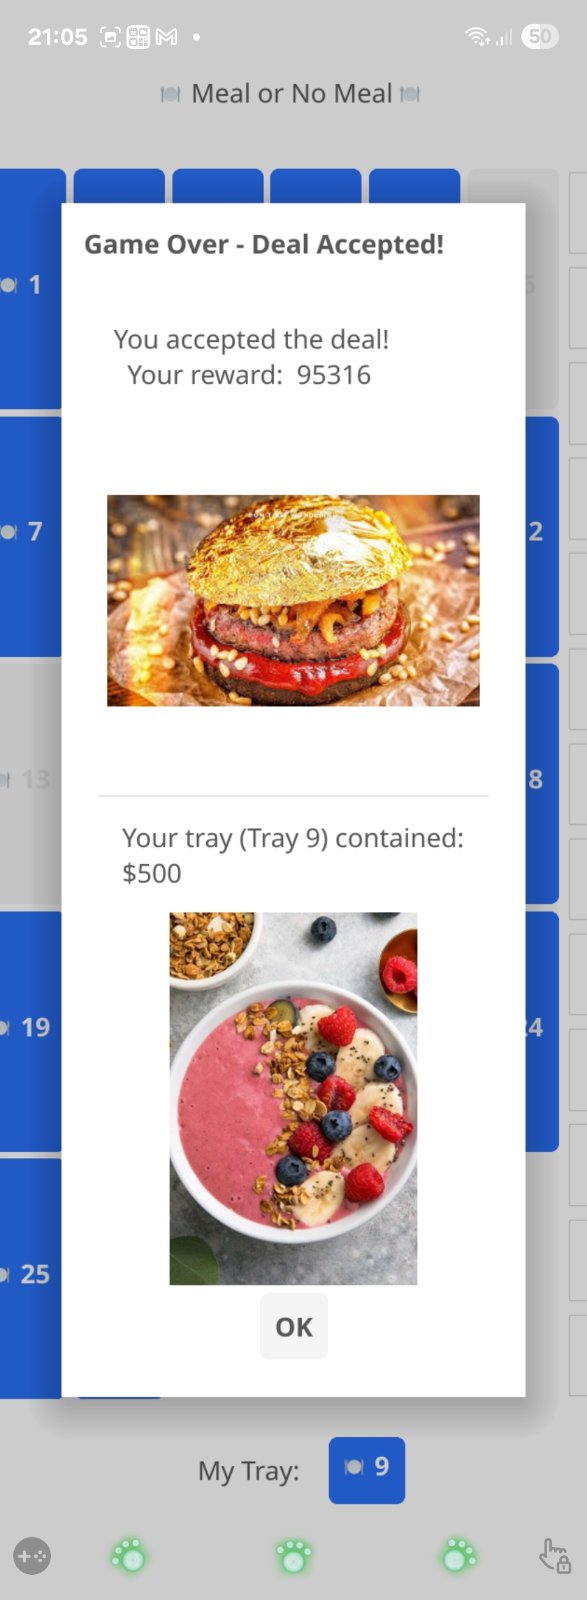 21:05
50
Meal or No Meal
1
7
2
13
8
19
24
25
Game Over - Deal Accepted!
You accepted the deal!
Your reward: 95316
Your tray (Tray 9) contained:
$500
OK
My Tray: 9